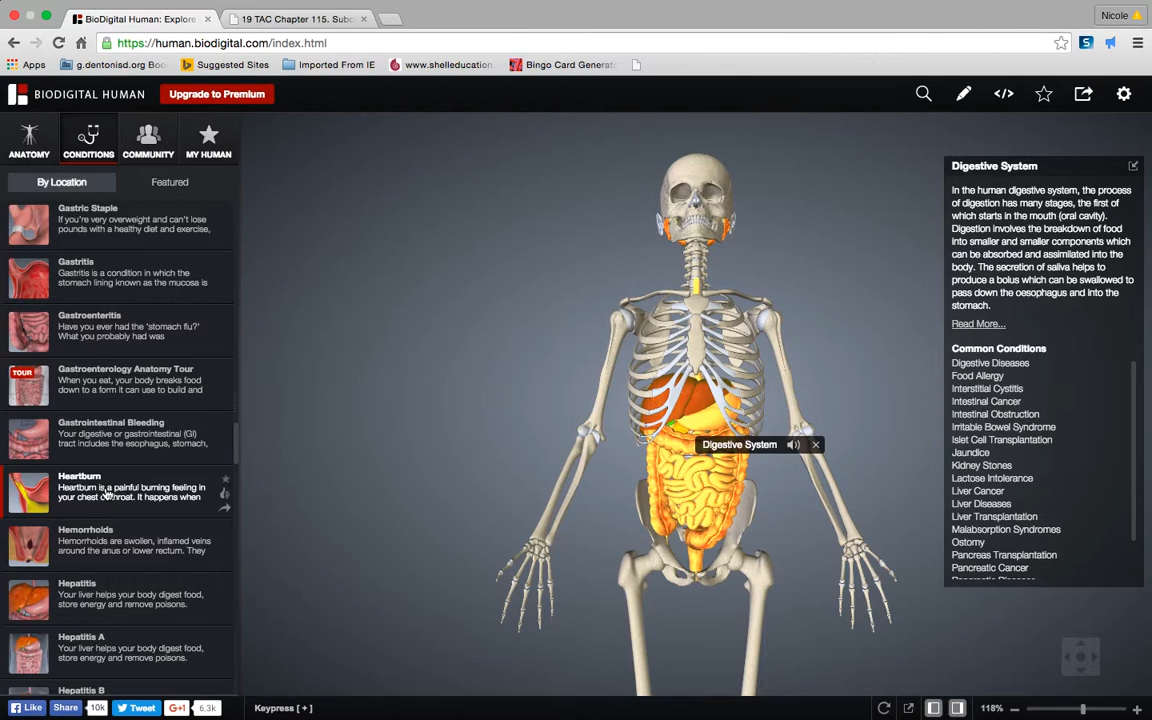 BioDigital Human: Explore
19 TAC Chapter 115. Subc
Nicole
https://human.biodigital.com/index.html
Apps
g.dentonisd.org Boo
Suggested Sites
Imported From IE
www.shelleducation
Bingo Card Generat
BIODIGITAL HUMAN
Upgrade to Premium
ANATOMY
CONDITIONS
COMMUNITY
MY HUMAN
By Location
Featured
Gastric Staple
If you're very overweight and can't lose
pounds with a healthy diet and exercise,
Gastritis
Gastritis is a condition in which the
stomach lining known as the mucosa is
Gastroenteritis
Have you ever had the 'stomach flu?'
What you probably had was
TOUR
Gastroenterology Anatomy Tour
When you eat, your body breaks food
down to a form it can use to build and
Gastrointestinal Bleeding
Your digestive or gastrointestinal (GI)
tract includes the esophagus, stomach,
Heartburn
Heartburn is a painful burning feeling in
your chest throat. It happens when
Hemorrhoids
Hemorrhoids are swollen, inflamed veins
around the anus or lower rectum. They
Hepatitis
Your liver helps your body digest food,
store energy and remove poisons.
Hepatitis A
Your liver helps your body digest food,
store energy and remove poisons.
Hepatitis B
Digestive System
Digestive System
In the human digestive system, the process
of digestion has many stages, the first of
which starts in the mouth (oral cavity).
Digestion involves the breakdown of food
into smaller and smaller components which
can be absorbed and assimilated into the
body. The secretion of saliva helps to
produce a bolus which can be swallowed to
pass down the oesophagus and into the
stomach.
Read More...
Common Conditions
Digestive Diseases
Food Allergy
Interstitial Cystitis
Intestinal Cancer
Intestinal Obstruction
Irritable Bowel Syndrome
Islet Cell Transplantation
Jaundice
Kidney Stones
Lactose Intolerance
Liver Cancer
Liver Diseases
Liver Transplantation
Malabsorption Syndromes
Ostomy
Pancreas Transplantation
Pancreatic Cancer
Pancreatic Diseases
Like
Share
10k
Tweet
G+1
6.3k
Keypress [ + ]
118%